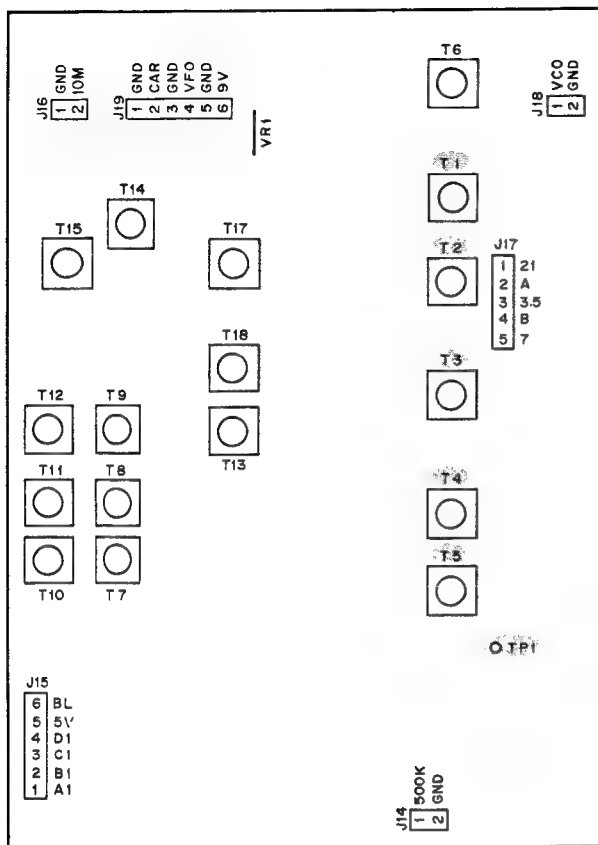 J16
1 GND
2 10M
J19
1 GND
2 CAR
3 GND
4 VFO
5 GND
6 9V
VR1
T6
J18
1 VCO
2 GND
T14
T15
T17
T1
T2
J17
1 21
2 A
3 3.5
4 B
5 7
T18
T3
T12
T9
T13
T11
T8
T4
T10
T7
T5
TP1
J15
6 BL
5 5V
4 D1
3 C1
2 B1
1 A1
J14
1 500K
2 GND